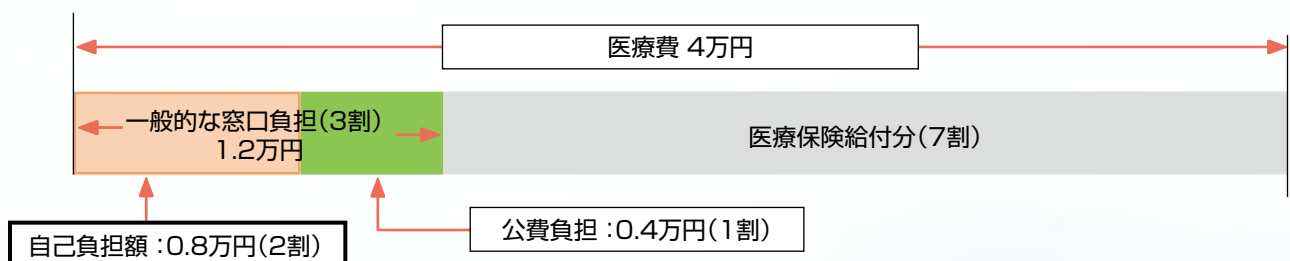 医療費 4万円
一般的な窓口負担(3割)
1.2万円
医療保険給付分(7割)
自己負担額:0.8万円(2割)
公費負担:0.4万円(1割)